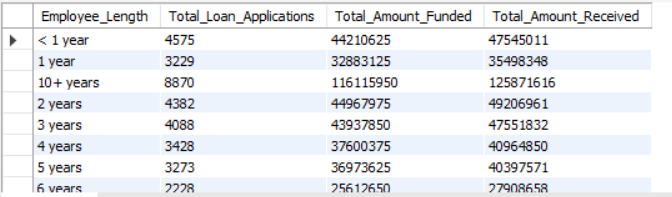 Employee_Length Total_Loan_Applications Total_Amount_Funded Total_Amount_Received
< 1 year 4575 44210625 47545011
1 year 3229 32883125 35498348
10+ years 8870 116115950 125871616
2 years 4382 44967975 49206961
3 years 4088 43937850 47551832
4 years 3428 37600375 40964850
5 years 3273 36973625 40397571
6 years 2228 25612650 27908658